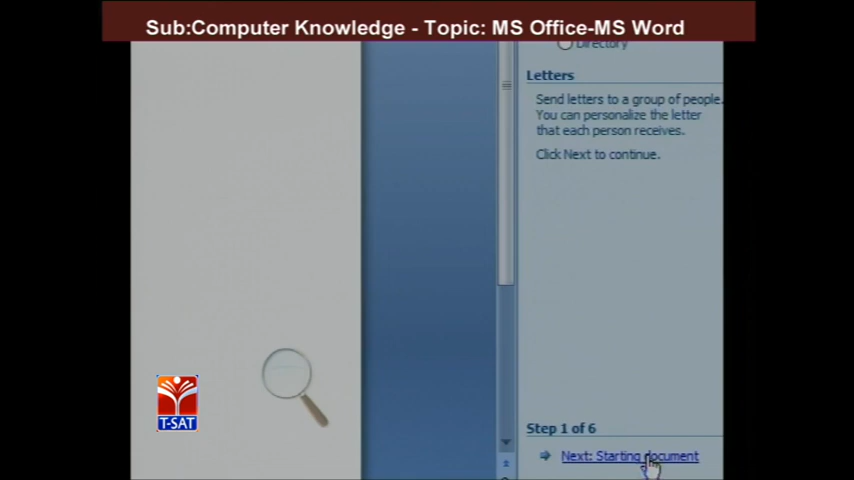 Sub:Computer Knowledge - Topic: MS Office-MS Word
Directory
Letters
Send letters to a group of people.
You can personalize the letter
that each person receives.
Click Next to continue.
Step 1 of 6
Next: Starting document
T-SAT